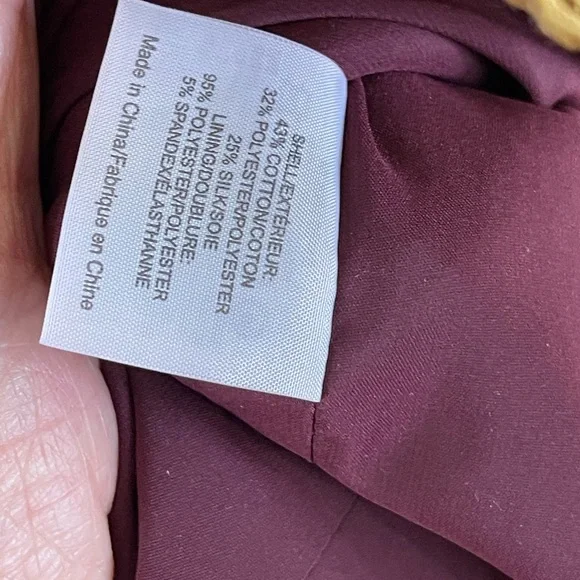 SHELL/EXTÉRIEUR:
43% COTTON/COTON
32% POLYESTER/POLYESTER
25% SILK/SOIE
LINING/DOUBLURE:
95% POLYESTER/POLYESTER
5% SPANDEX/ELASTHANNE
Made in China/Fabriqué en Chine